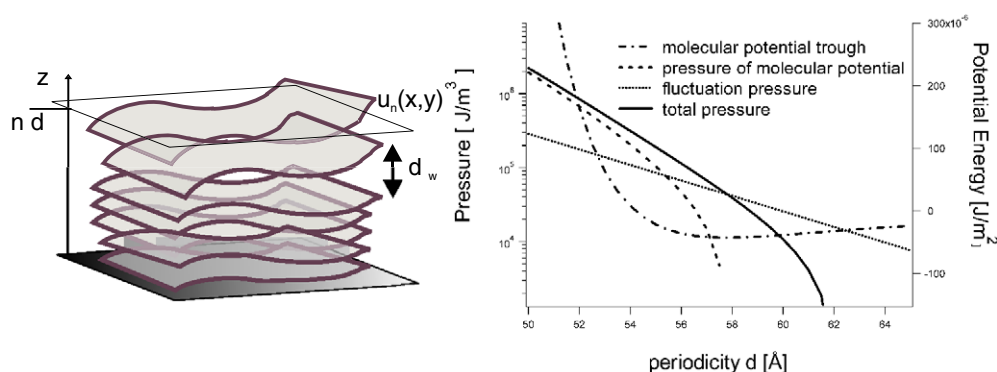 z
n d
u_n(x,y)
d_w
Pressure [ J/m^3]
10^6
10^5
10^4
50
52
54
56
58
60
62
64
periodicity d [Å]
molecular potential trough
pressure of molecular potential
fluctuation pressure
total pressure
300x10^-6
200
100
0
-100
Potential Energy [J/m^2]